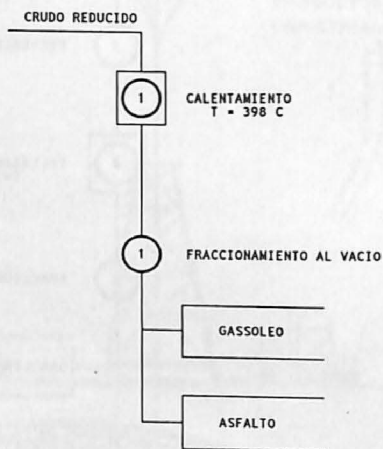 CRUDO REDUCIDO
1
CALENTAMIENTO
T = 398 C
1
FRACCIONAMIENTO AL VACIO
GASSOLEO
ASFALTO